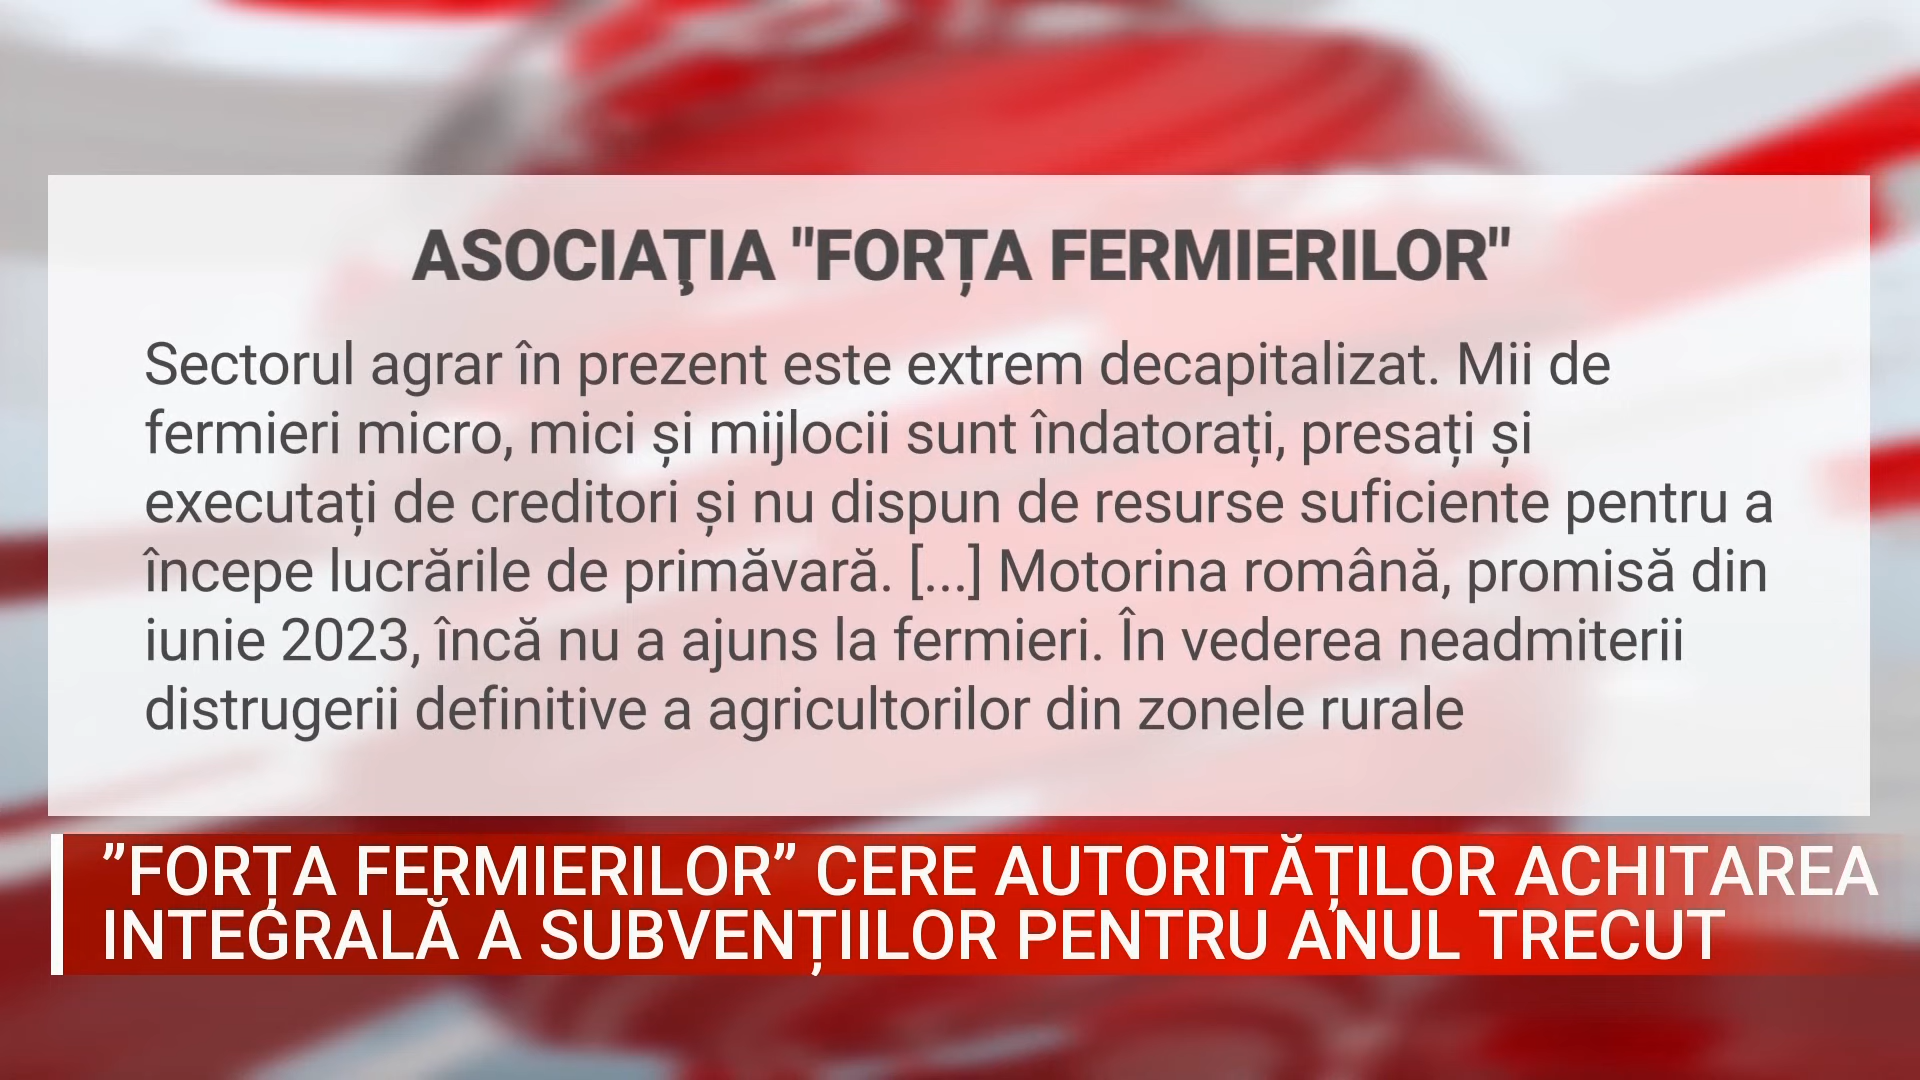 ASOCIAŢIA "FORȚA FERMIERILOR"
Sectorul agrar în prezent este extrem decapitalizat. Mii de
fermieri micro, mici și mijlocii sunt îndatorați, presați și
executați de creditori și nu dispun de resurse suficiente pentru a
începe lucrările de primăvară. [...] Motorina română, promisă din
iunie 2023, încă nu a ajuns la fermieri. În vederea neadmiterii
distrugerii definitive a agricultorilor din zonele rurale
”FORȚA FERMIERILOR” CERE AUTORITĂȚILOR ACHITAREA
INTEGRALĂ A SUBVENȚIILOR PENTRU ANUL TRECUT